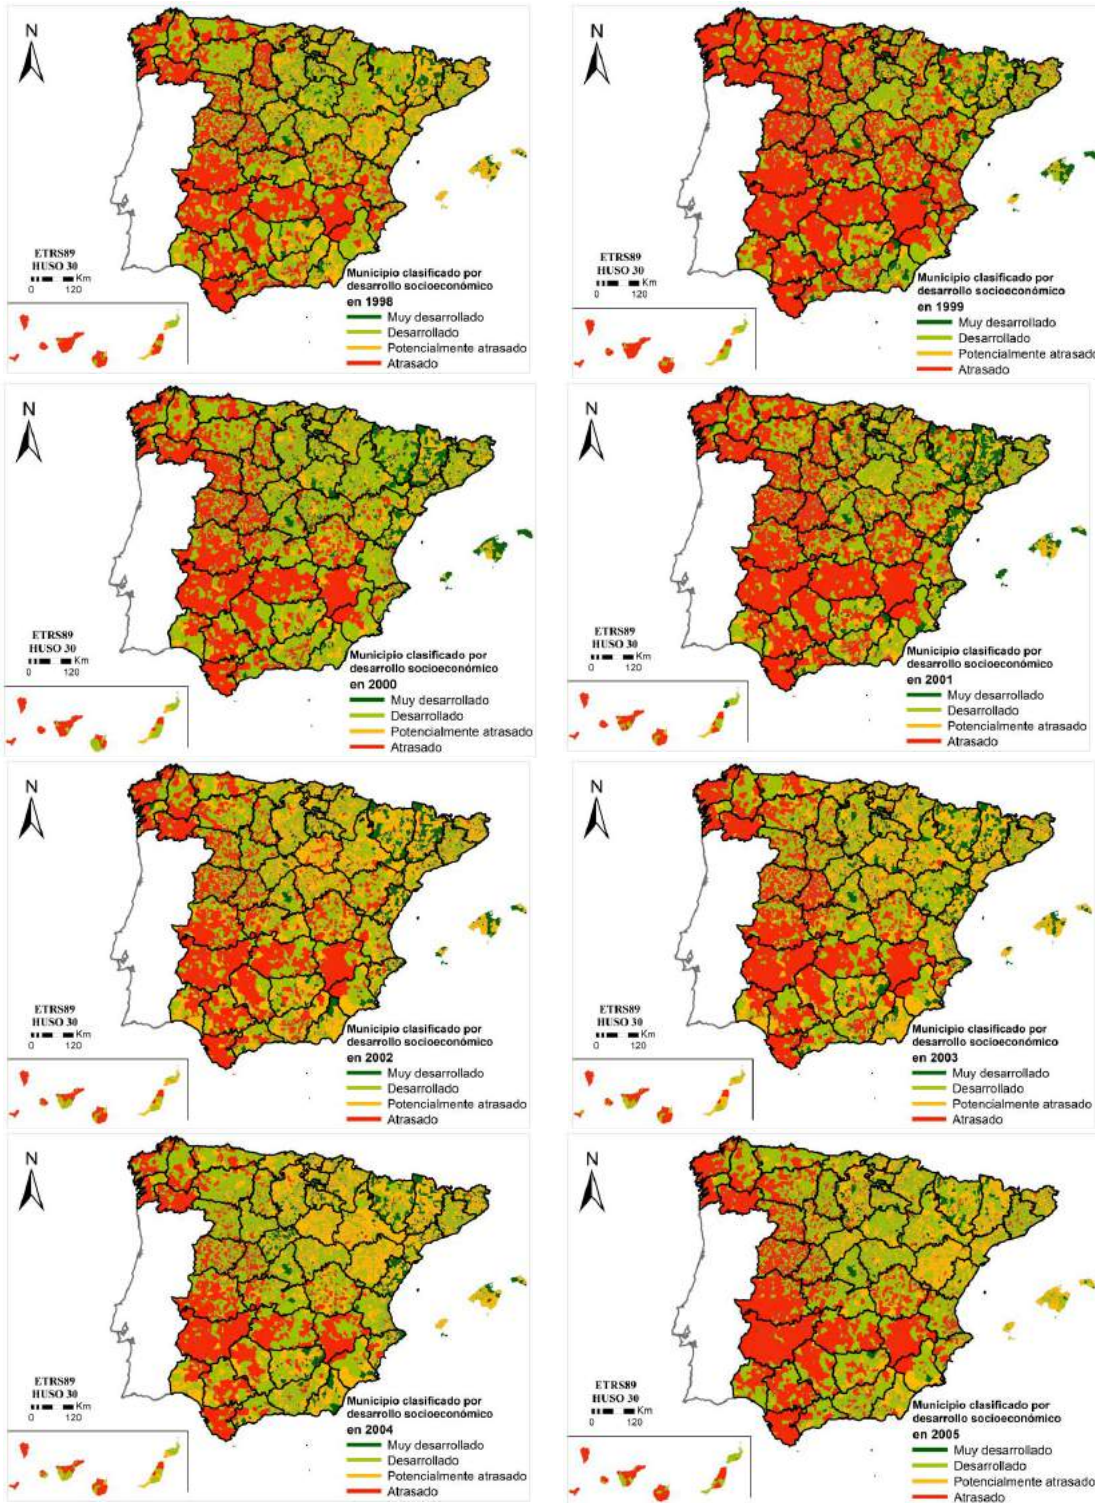 N
ETRS89
HUSO 30
Km
0 120
Municipio clasificado por
desarrollo socioeconómico
en 1998
Muy desarrollado
Desarrollado
Potencialmente atrasado
Atrasado
N
ETRS89
HUSO 30
Km
0 120
Municipio clasificado por
desarrollo socioeconómico
en 1999
Muy desarrollado
Desarrollado
Potencialmente atrasado
Atrasado
N
ETRS89
HUSO 30
Km
0 120
Municipio clasificado por
desarrollo socioeconómico
en 2000
Muy desarrollado
Desarrollado
Potencialmente atrasado
Atrasado
N
ETRS89
HUSO 30
Km
0 120
Municipio clasificado por
desarrollo socioeconómico
en 2001
Muy desarrollado
Desarrollado
Potencialmente atrasado
Atrasado
N
ETRS89
HUSO 30
Km
0 120
Municipio clasificado por
desarrollo socioeconómico
en 2002
Muy desarrollado
Desarrollado
Potencialmente atrasado
Atrasado
N
ETRS89
HUSO 30
Km
0 120
Municipio clasificado por
desarrollo socioeconómico
en 2003
Muy desarrollado
Desarrollado
Potencialmente atrasado
Atrasado
N
ETRS89
HUSO 30
Km
0 120
Municipio clasificado por
desarrollo socioeconómico
en 2004
Muy desarrollado
Desarrollado
Potencialmente atrasado
Atrasado
N
ETRS89
HUSO 30
Km
0 120
Municipio clasificado por
desarrollo socioeconómico
en 2005
Muy desarrollado
Desarrollado
Potencialmente atrasado
Atrasado